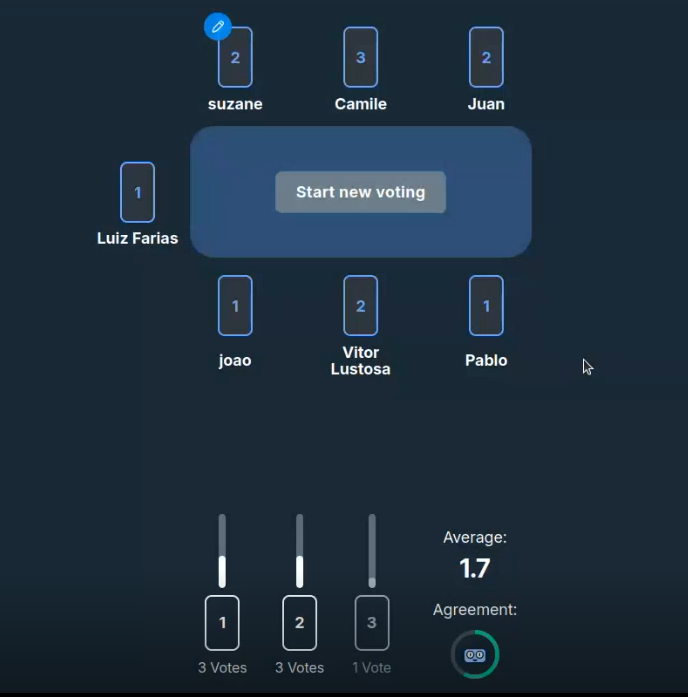 2
3
2
suzane
Camile
Juan
Start new voting
1
Luiz Farias
1
2
1
joao
Vitor
Lustosa
Pablo
Average:
1.7
Agreement:
1
2
3
3 Votes
3 Votes
1 Vote